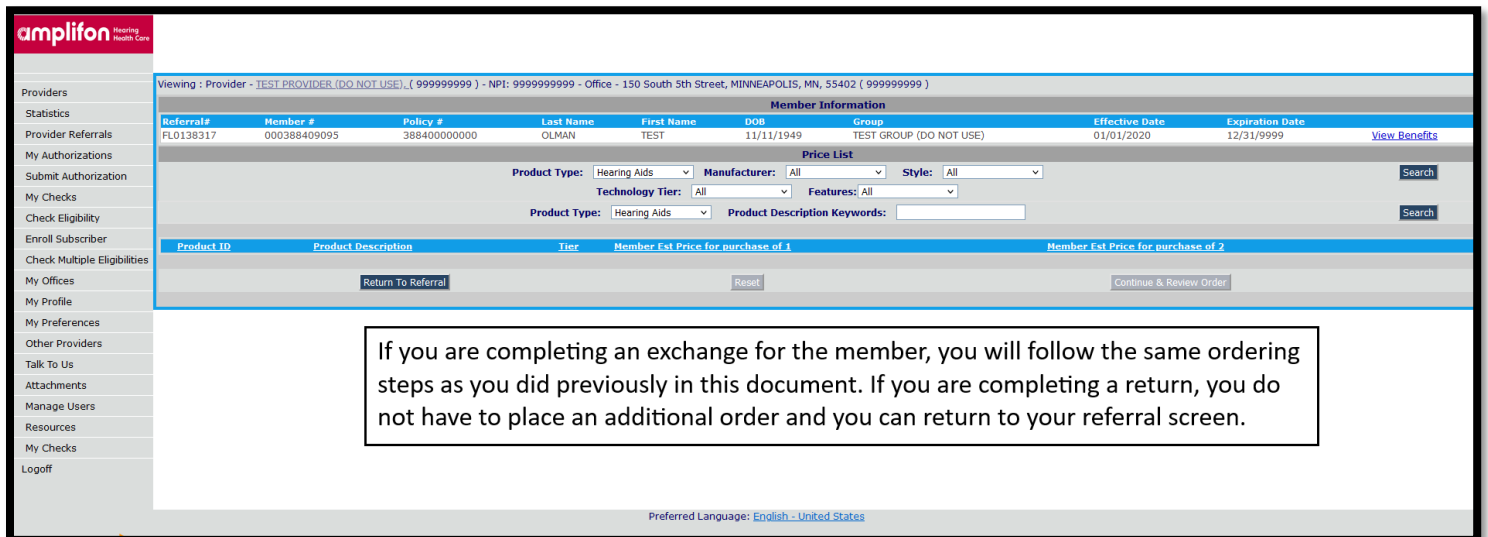 amplifon Hearing Health Care
Providers
Statistics
Provider Referrals
My Authorizations
Submit Authorization
My Checks
Check Eligibility
Enroll Subscriber
Check Multiple Eligibilities
My Offices
My Profile
My Preferences
Other Providers
Talk To Us
Attachments
Manage Users
Resources
My Checks
Logoff
Viewing : Provider - TEST PROVIDER (DO NOT USE), ( 999999999 ) - NPI: 9999999999 - Office - 150 South 5th Street, MINNEAPOLIS, MN, 55402 ( 999999999 )
Member Information
Referral# Member # Policy # Last Name First Name DOB Group Effective Date Expiration Date
FL0138317 000388409095 388400000000 OLMAN TEST 11/11/1949 TEST GROUP (DO NOT USE) 01/01/2020 12/31/9999 View Benefits
Price List
Product Type: Hearing Aids Manufacturer: All Style: All Search
Technology Tier: All Features: All
Product Type: Hearing Aids Product Description Keywords: Search
Product ID Product Description Tier Member Est Price for purchase of 1 Member Est Price for purchase of 2
Return To Referral Reset Continue & Review Order
If you are completing an exchange for the member, you will follow the same ordering
steps as you did previously in this document. If you are completing a return, you do
not have to place an additional order and you can return to your referral screen.
Preferred Language: English - United States